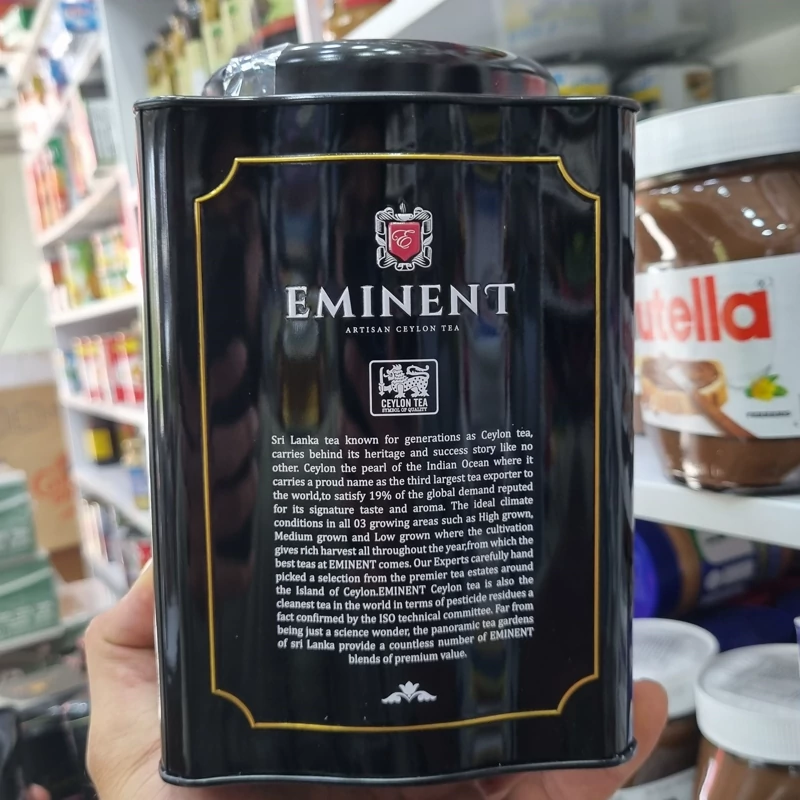 E
EMINENT
ARTISAN CEYLON TEA
CEYLON TEA
SYMBOL OF QUALITY
Sri Lanka tea known for generations as Ceylon tea,
carries behind its heritage and success story like no
other. Ceylon the pearl of the Indian Ocean where it
carries a proud name as the third largest tea exporter to
the world,to satisfy 19% of the global demand reputed
for its signature taste and aroma. The ideal climate
conditions in all 03 growing areas such as High grown,
Medium grown and Low grown where the cultivation
gives rich harvest all throughout the year,from which the
best teas at EMINENT comes. Our Experts carefully hand
picked a selection from the premier tea estates around
the Island of Ceylon.EMINENT Ceylon tea is also the
cleanest tea in the world in terms of pesticide residues a
fact confirmed by the ISO technical committee. Far from
being just a science wonder, the panoramic tea gardens
of sri Lanka provide a countless number of EMINENT
blends of premium value.
utella